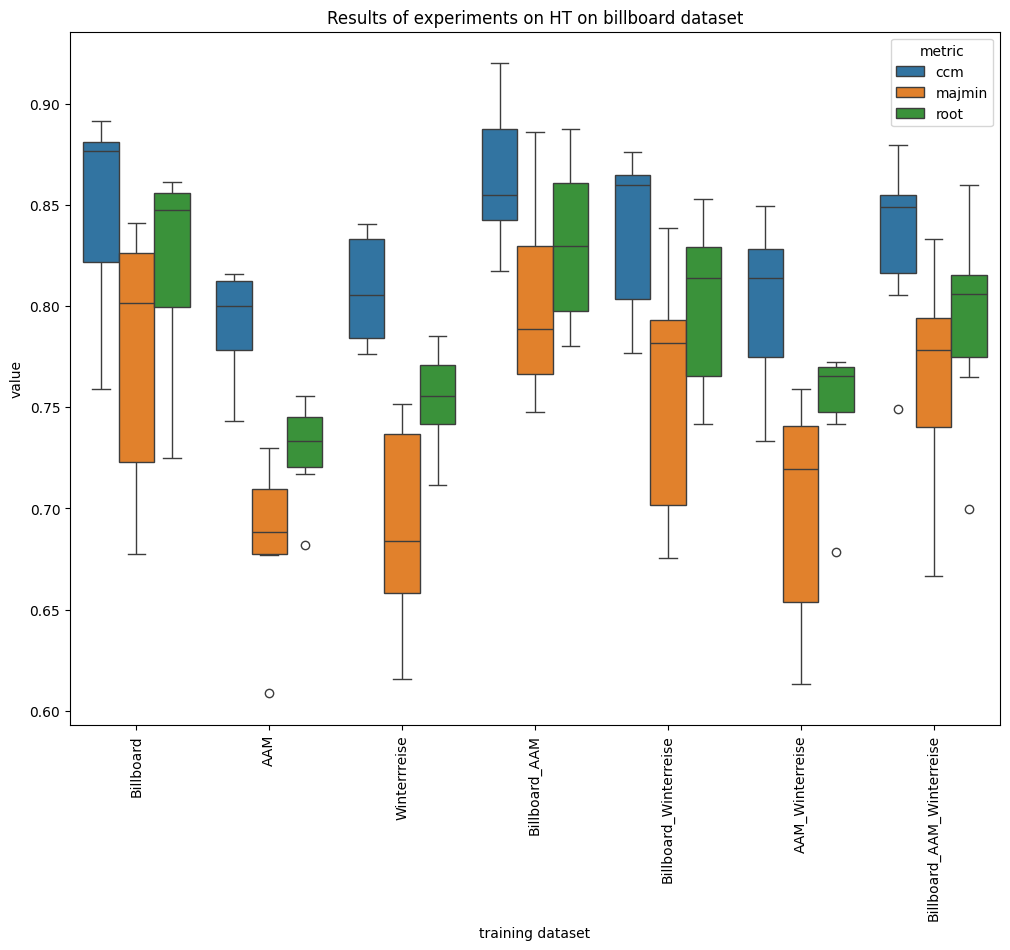 Results of experiments on HT on billboard dataset
metric
ccm
majmin
root
value
0.90
0.85
0.80
0.75
0.70
0.65
0.60
Billboard
AAM
Winterrreise
Billboard_AAM
Billboard_Winterreise
AAM_Winterreise
Billboard_AAM_Winterreise
training dataset